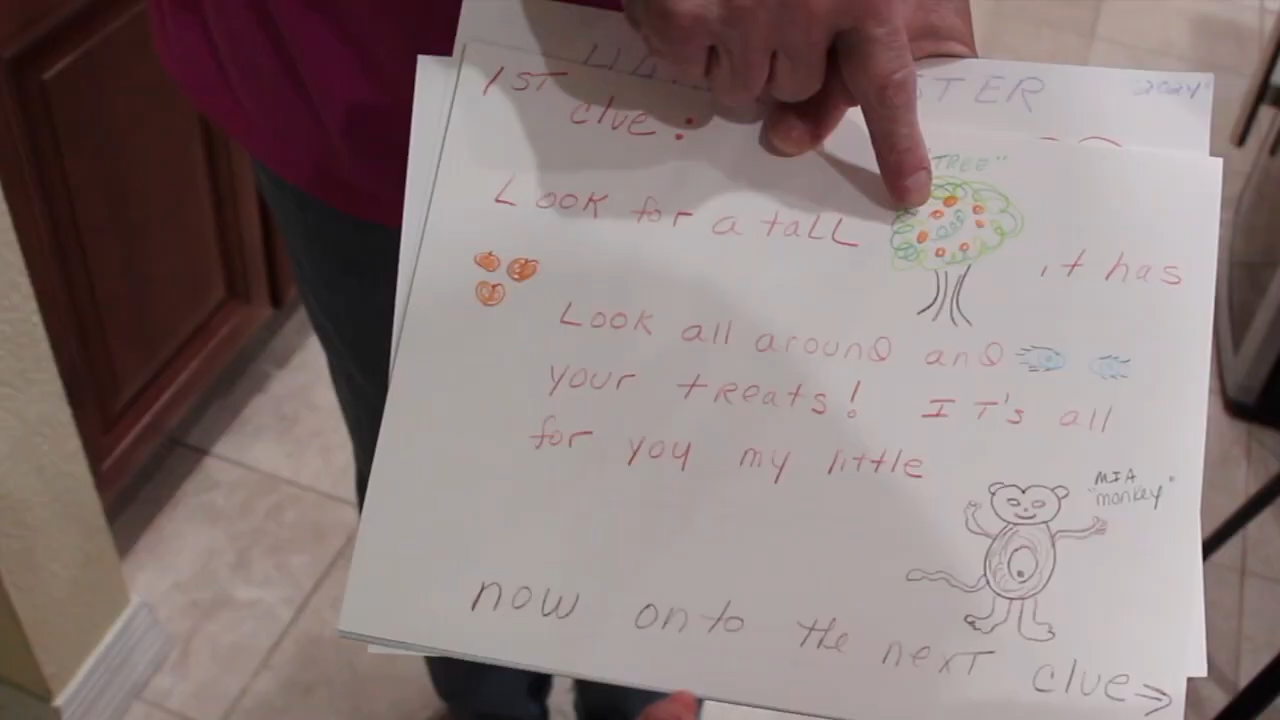 STER 2024
1ST
clue:
"TREE"
Look for a tall
it has
Look all around and
your treats! IT's all
for you my little
MIA
"monkey"
now onto the next clue